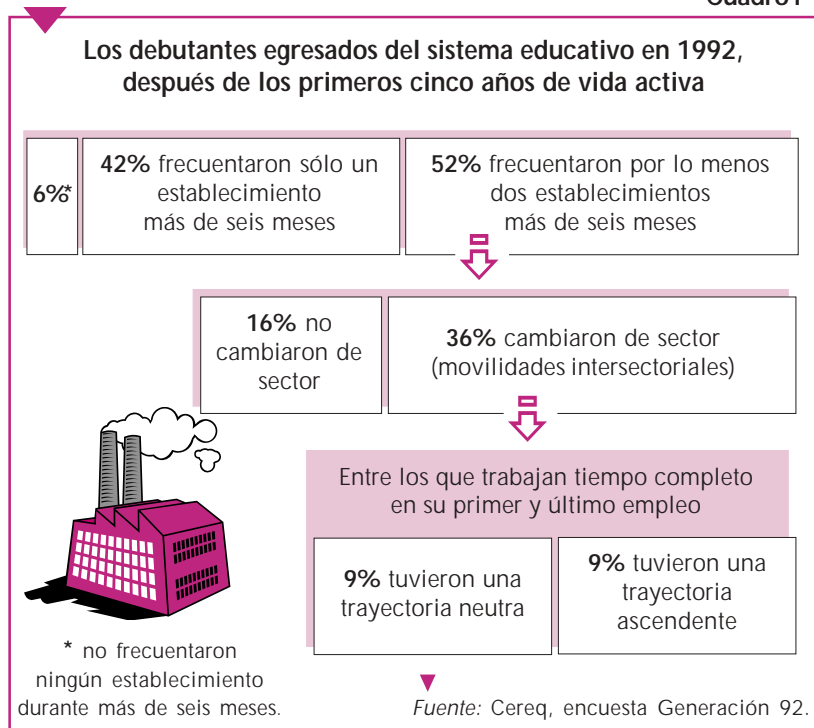 Los debutantes egresados del sistema educativo en 1992,
después de los primeros cinco años de vida activa
6%*
42% frecuentaron sólo un
establecimiento
más de seis meses
52% frecuentaron por lo menos
dos establecimientos
más de seis meses
16% no
cambiaron de
sector
36% cambiaron de sector
(movilidades intersectoriales)
Entre los que trabajan tiempo completo
en su primer y último empleo
9% tuvieron una
trayectoria neutra
9% tuvieron una
trayectoria
ascendente
* no frecuentaron
ningún establecimiento
durante más de seis meses.
Fuente: Cereq, encuesta Generación 92.